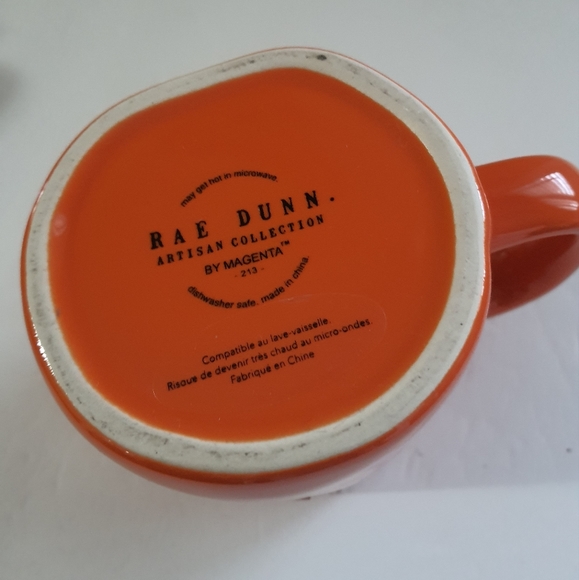 may get hot in microwave.
RAE DUNN.
ARTISAN COLLECTION
BY MAGENTA™
- 213 -
dishwasher safe. made in china.
Compatible au lave-vaisselle.
Risque de devenir très chaud au micro-ondes.
Fabriqué en Chine